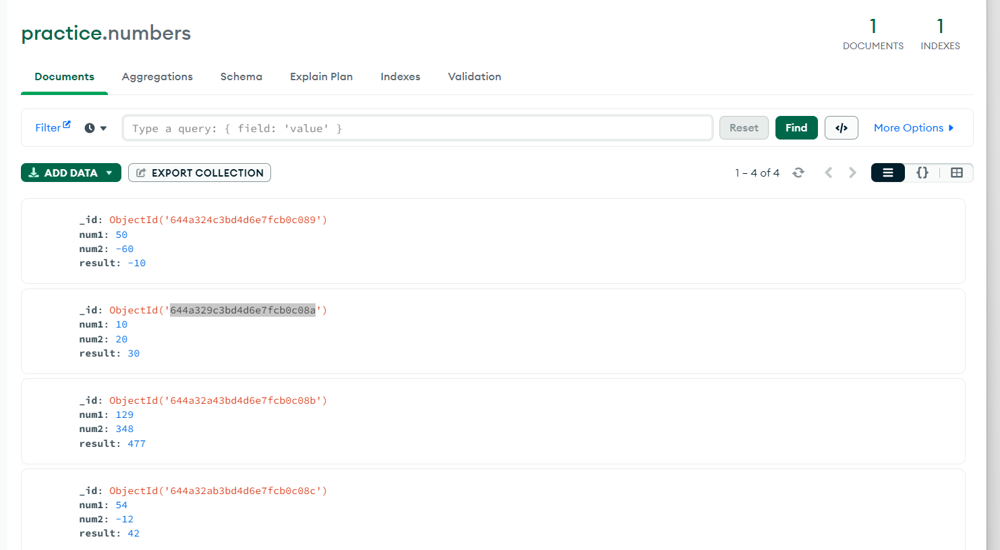 practice.numbers
1 DOCUMENTS
1 INDEXES
Documents Aggregations Schema Explain Plan Indexes Validation
Filter Type a query: { field: 'value' } Reset Find </> More Options
ADD DATA EXPORT COLLECTION 1 – 4 of 4 {}
_id: ObjectId('644a324c3bd4d6e7fcb0c089')
num1: 50
num2: -60
result: -10
_id: ObjectId('644a329c3bd4d6e7fcb0c08a')
num1: 10
num2: 20
result: 30
_id: ObjectId('644a32a43bd4d6e7fcb0c08b')
num1: 129
num2: 348
result: 477
_id: ObjectId('644a32ab3bd4d6e7fcb0c08c')
num1: 54
num2: -12
result: 42